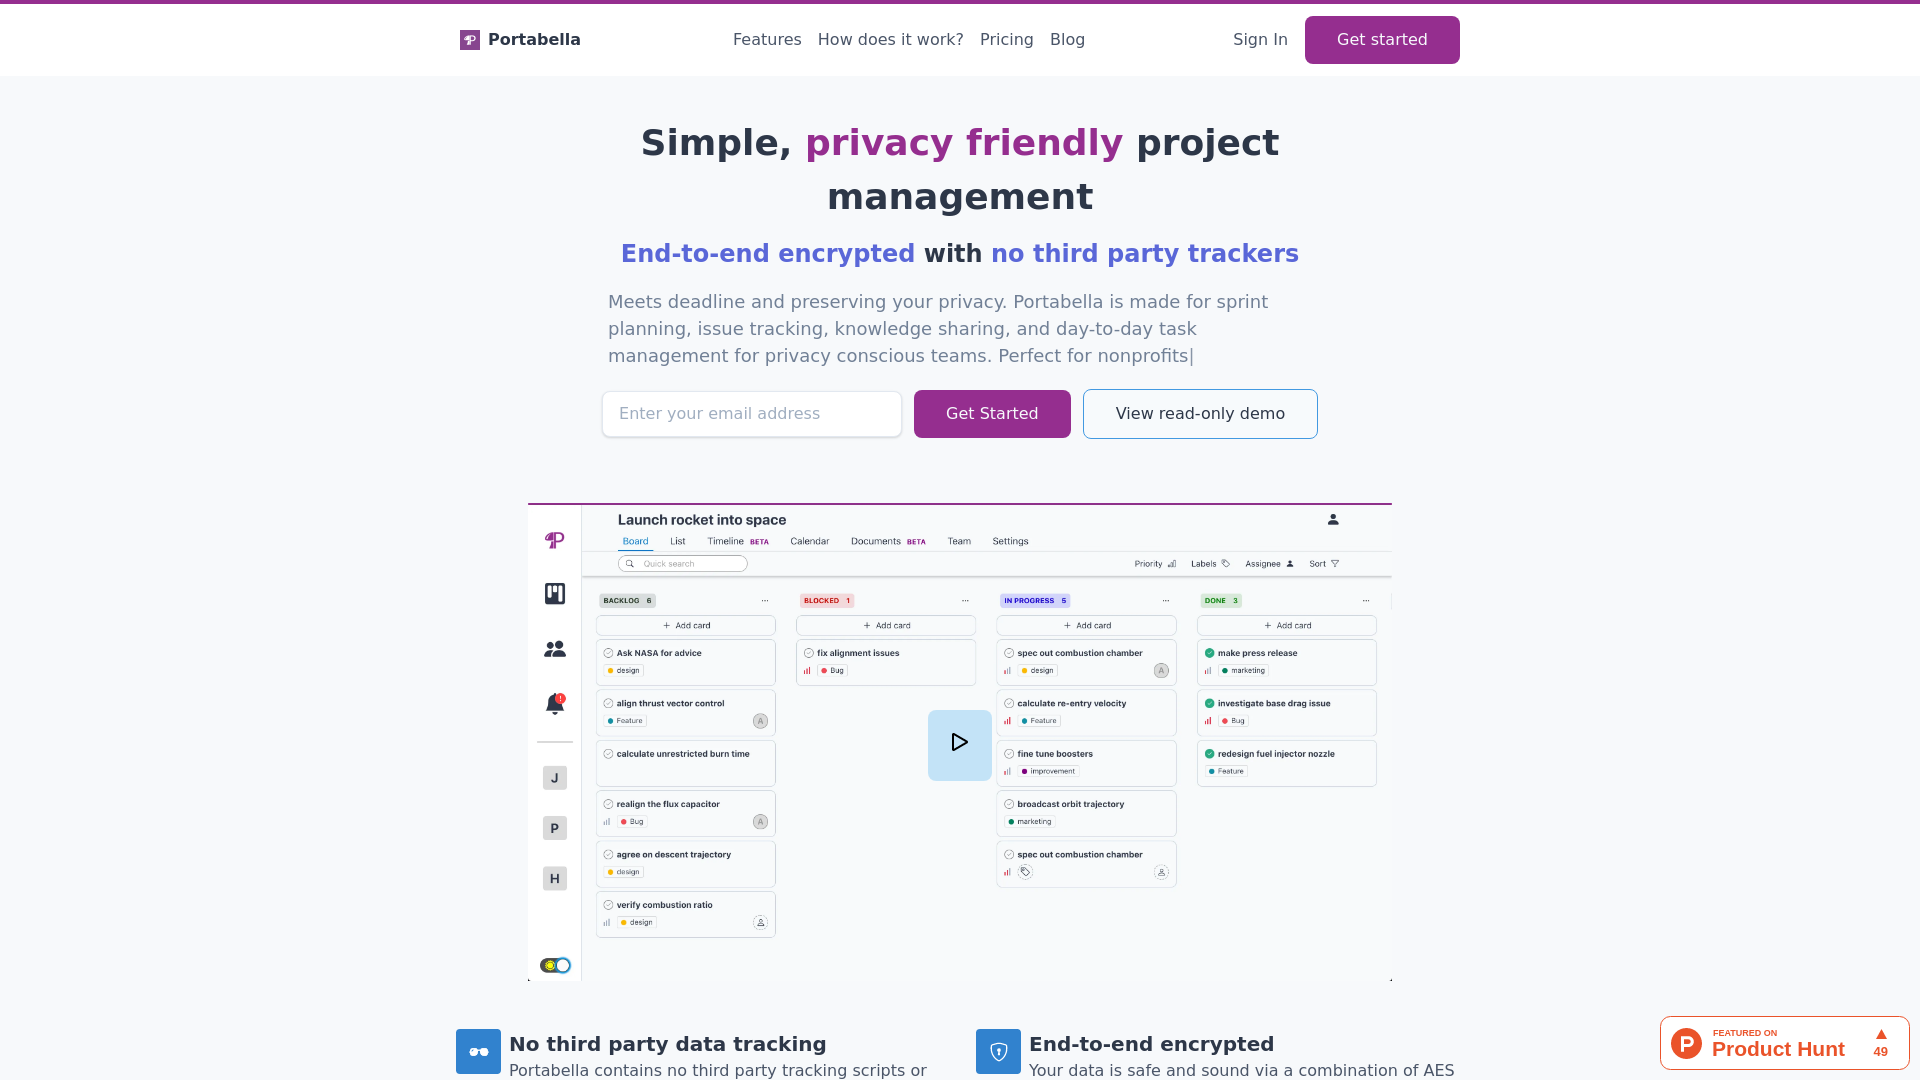 Portabella
Features How does it work? Pricing Blog
Sign In Get started
Simple, privacy friendly project
management
End-to-end encrypted with no third party trackers
Meets deadline and preserving your privacy. Portabella is made for sprint
planning, issue tracking, knowledge sharing, and day-to-day task
management for privacy conscious teams. Perfect for nonprofits|
Enter your email address
Get Started
View read-only demo
Launch rocket into space
Board List Timeline BETA Calendar Documents BETA Team Settings
Quick search
Priority Labels Assignee Sort
BACKLOG 6
+ Add card
Ask NASA for advice
design
align thrust vector control
Feature
A
calculate unrestricted burn time
realign the flux capacitor
Bug
A
agree on descent trajectory
design
verify combustion ratio
design
BLOCKED 1
+ Add card
fix alignment issues
Bug
IN PROGRESS 5
+ Add card
spec out combustion chamber
design
A
calculate re-entry velocity
Feature
fine tune boosters
improvement
broadcast orbit trajectory
marketing
spec out combustion chamber
DONE 3
+ Add card
make press release
marketing
investigate base drag issue
Bug
redesign fuel injector nozzle
Feature
J
P
H
No third party data tracking
Portabella contains no third party tracking scripts or
End-to-end encrypted
Your data is safe and sound via a combination of AES
FEATURED ON
Product Hunt
49